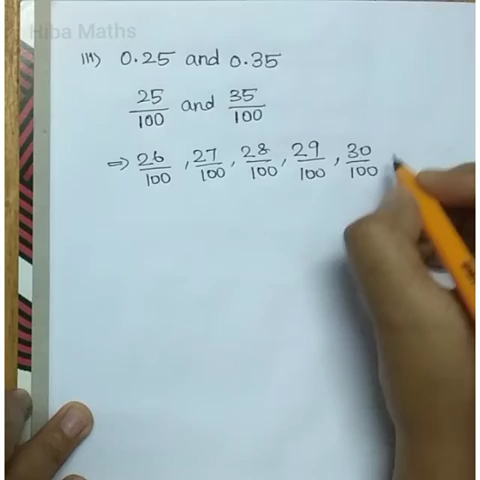 Hiba Maths
iii) 0.25 and 0.35
25/100 and 35/100
⇒ 26/100, 27/100, 28/100, 29/100, 30/100